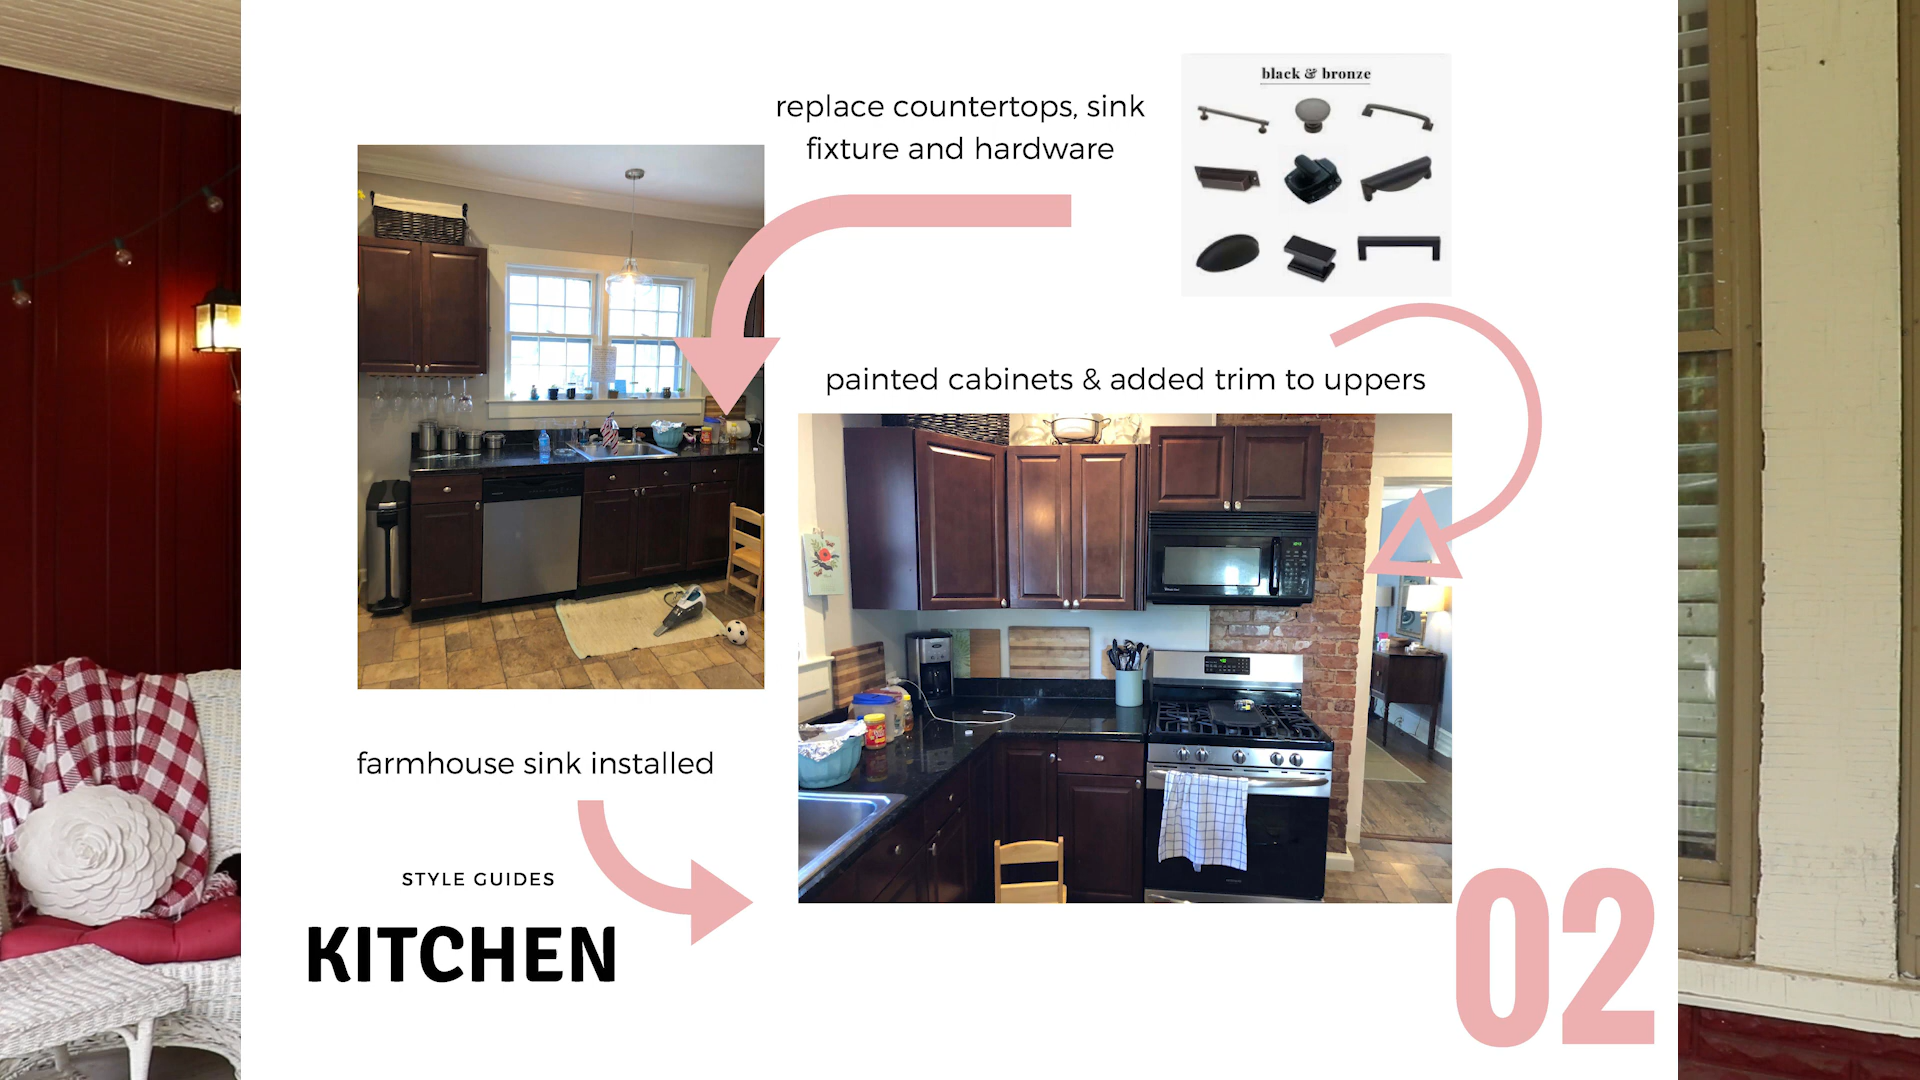 black & bronze
replace countertops, sink
fixture and hardware
painted cabinets & added trim to uppers
farmhouse sink installed
STYLE GUIDES
KITCHEN
02